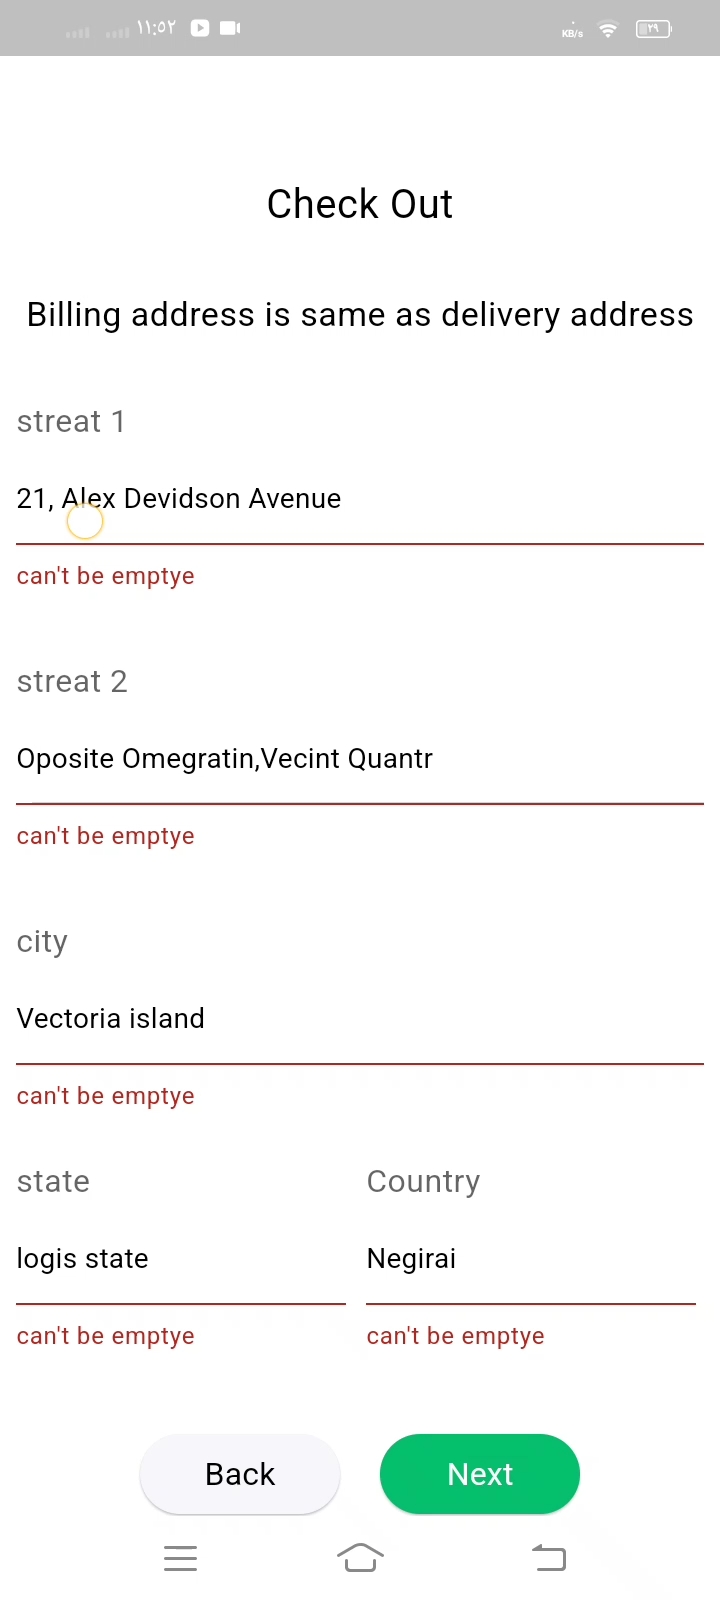 ١١:٥٢
KB/s
٢٩
Check Out
Billing address is same as delivery address
streat 1
21, Alex Devidson Avenue
can't be emptye
streat 2
Oposite Omegratin,Vecint Quantr
can't be emptye
city
Vectoria island
can't be emptye
state Country
logis state Negirai
can't be emptye can't be emptye
Back Next